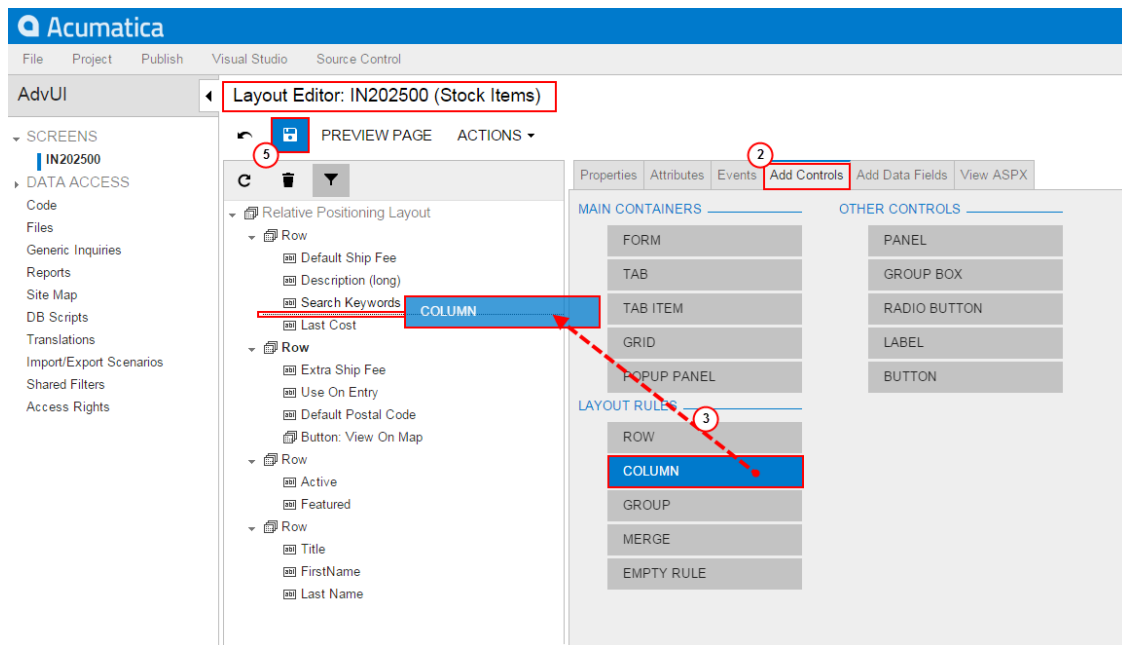 Acumatica
File Project Publish Visual Studio Source Control
AdvUI
Layout Editor: IN202500 (Stock Items)
SCREENS
IN202500
DATA ACCESS
Code
Files
Generic Inquiries
Reports
Site Map
DB Scripts
Translations
Import/Export Scenarios
Shared Filters
Access Rights
PREVIEW PAGE ACTIONS
5
Relative Positioning Layout
Row
Default Ship Fee
Description (long)
Search Keywords
COLUMN
Last Cost
Row
Extra Ship Fee
Use On Entry
Default Postal Code
Button: View On Map
Row
Active
Featured
Row
Title
FirstName
Last Name
2
Properties Attributes Events Add Controls Add Data Fields View ASPX
MAIN CONTAINERS
FORM
TAB
TAB ITEM
GRID
POPUP PANEL
LAYOUT RULES
3
ROW
COLUMN
GROUP
MERGE
EMPTY RULE
OTHER CONTROLS
PANEL
GROUP BOX
RADIO BUTTON
LABEL
BUTTON